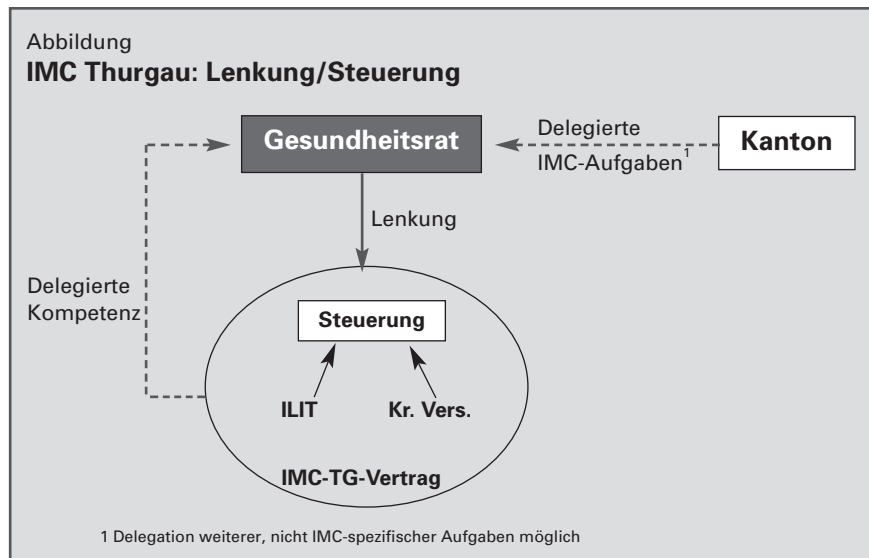 Abbildung
IMC Thurgau: Lenkung/Steuerung
Gesundheitsrat
Delegierte
IMC-Aufgaben1
Kanton
Lenkung
Delegierte
Kompetenz
Steuerung
ILIT
Kr. Vers.
IMC-TG-Vertrag
1 Delegation weiterer, nicht IMC-spezifischer Aufgaben möglich